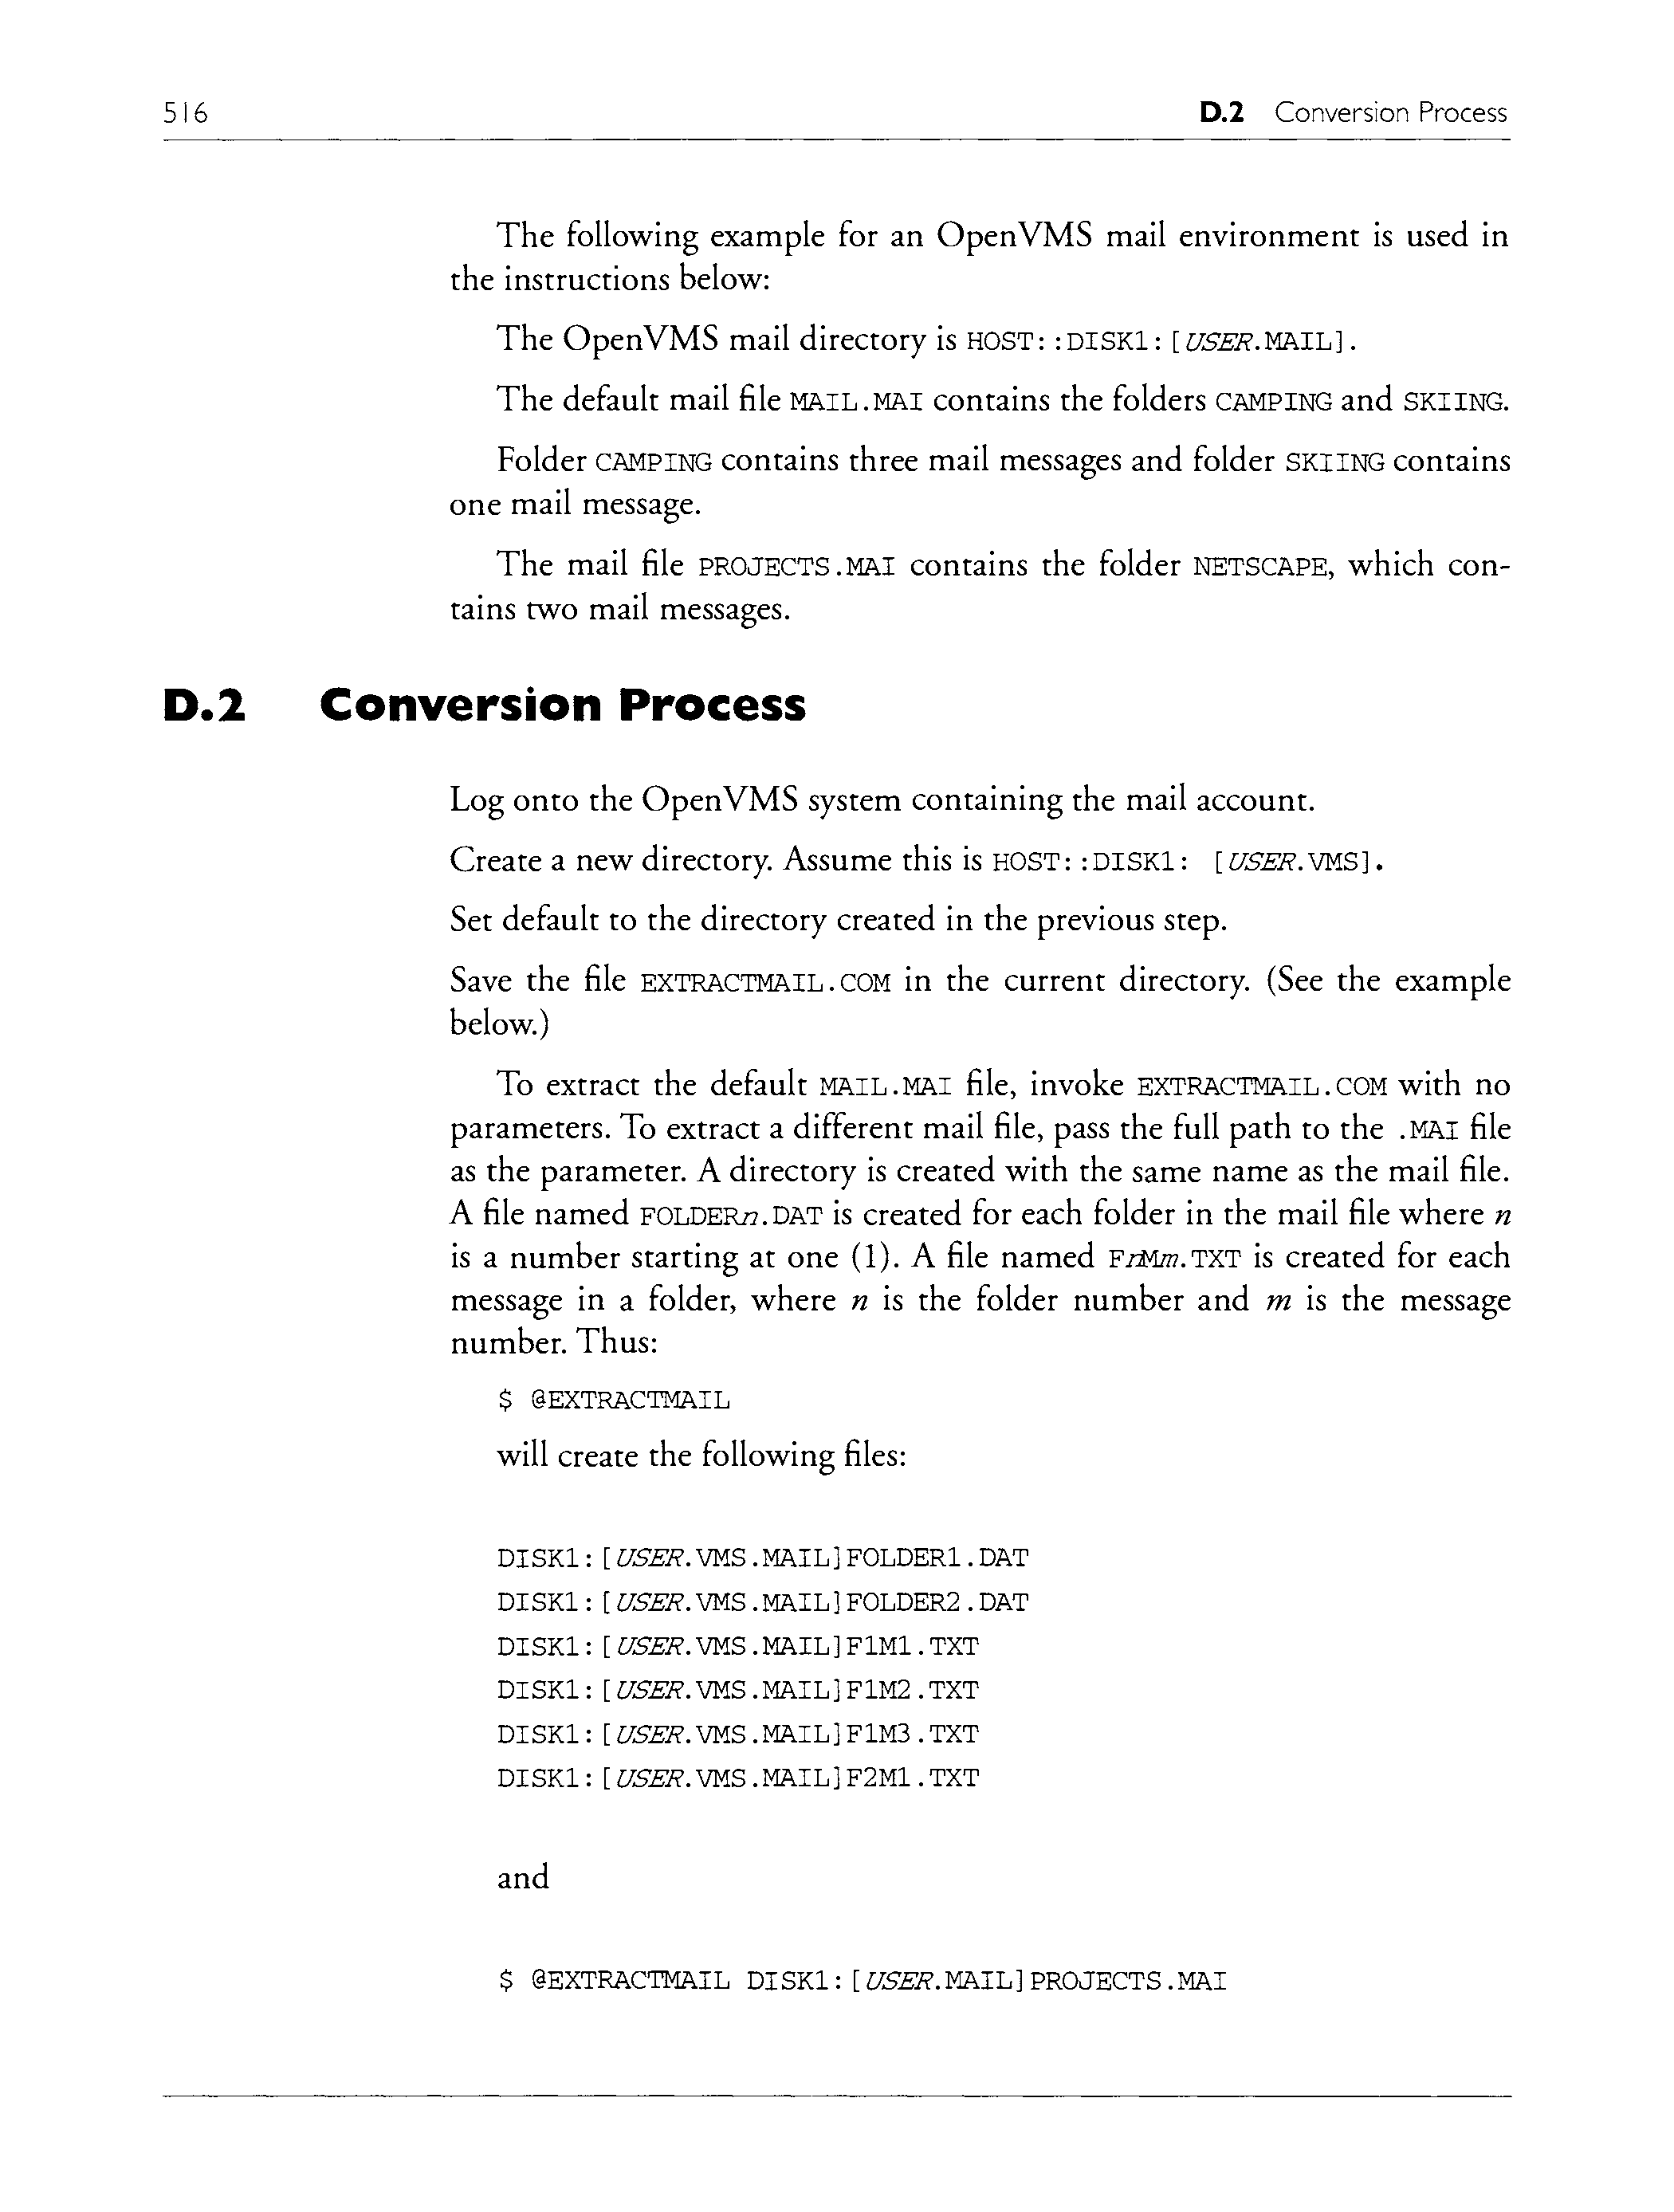 516 D.2 Conversion Process
The following example for an OpenVMS mail environment is used in
the instructions below:
The OpenVMS mail directory is HOST::DISK1:[USER.MAIL].
The default mail file MAIL.MAI contains the folders CAMPING and SKIING.
Folder CAMPING contains three mail messages and folder SKIING contains
one mail message.
The mail file PROJECTS.MAI contains the folder NETSCAPE, which con-
tains two mail messages.
D.2 Conversion Process
Log onto the OpenVMS system containing the mail account.
Create a new directory. Assume this is HOST::DISK1: [USER.VMS].
Set default to the directory created in the previous step.
Save the file EXTRACTMAIL.COM in the current directory. (See the example
below.)
To extract the default MAIL.MAI file, invoke EXTRACTMAIL.COM with no
parameters. To extract a different mail file, pass the full path to the .MAI file
as the parameter. A directory is created with the same name as the mail file.
A file named FOLDERn.DAT is created for each folder in the mail file where n
is a number starting at one (1). A file named FnMm.TXT is created for each
message in a folder, where n is the folder number and m is the message
number. Thus:
$ @EXTRACTMAIL
will create the following files:
DISK1:[USER.VMS.MAIL]FOLDER1.DAT
DISK1:[USER.VMS.MAIL]FOLDER2.DAT
DISK1:[USER.VMS.MAIL]F1M1.TXT
DISK1:[USER.VMS.MAIL]F1M2.TXT
DISK1:[USER.VMS.MAIL]F1M3.TXT
DISK1:[USER.VMS.MAIL]F2M1.TXT
and
$ @EXTRACTMAIL DISK1:[USER.MAIL]PROJECTS.MAI